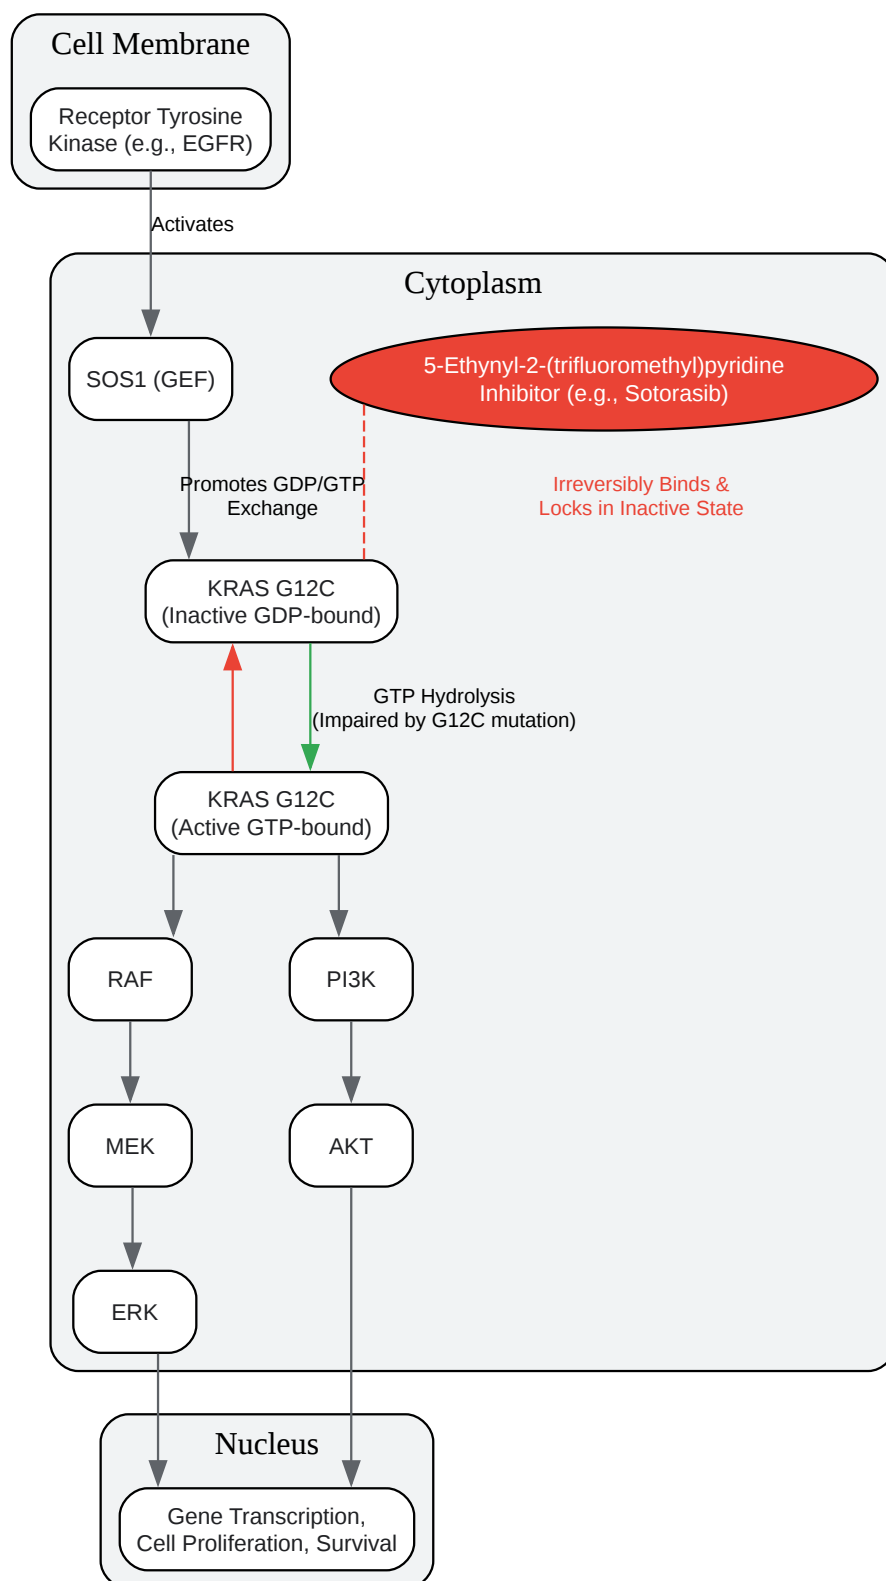 Cell Membrane
Receptor Tyrosine
Kinase (e.g., EGFR)
Activates
Cytoplasm
SOS1 (GEF)
5-Ethynyl-2-(trifluoromethyl)pyridine
Inhibitor (e.g., Sotorasib)
Promotes GDP/GTP
Exchange
Irreversibly Binds &
Locks in Inactive State
KRAS G12C
(Inactive GDP-bound)
GTP Hydrolysis
(Impaired by G12C mutation)
KRAS G12C
(Active GTP-bound)
RAF
PI3K
MEK
AKT
ERK
Nucleus
Gene Transcription,
Cell Proliferation, Survival